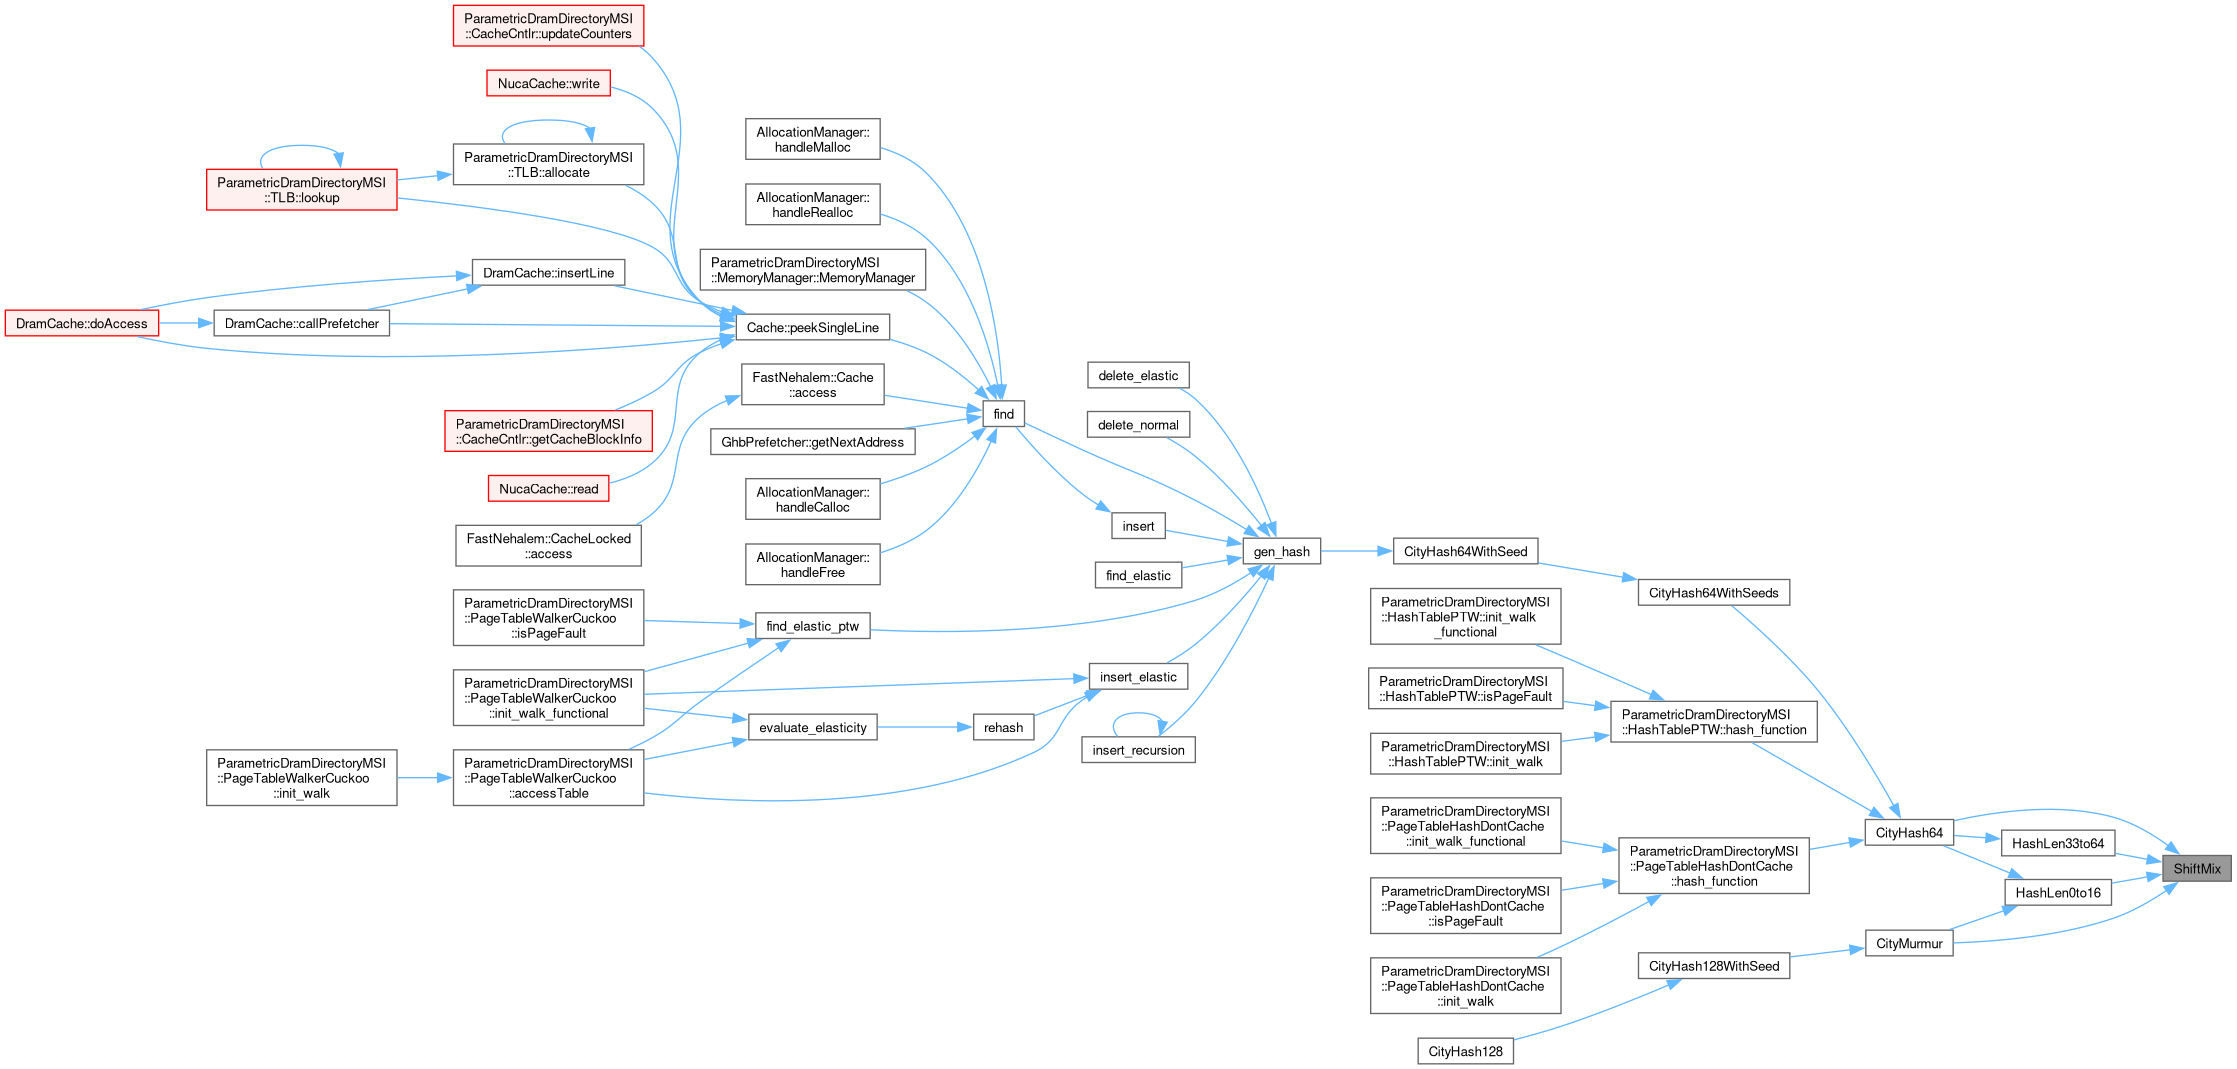 ParametricDramDirectoryMSI
::CacheCntlr::updateCounters
NucaCache::write
ParametricDramDirectoryMSI
::TLB::allocate
ParametricDramDirectoryMSI
::TLB::lookup
DramCache::insertLine
DramCache::doAccess
DramCache::callPrefetcher
ParametricDramDirectoryMSI
::CacheCntlr::getCacheBlockInfo
NucaCache::read
FastNehalem::CacheLocked
::access
ParametricDramDirectoryMSI
::PageTableWalkerCuckoo
::isPageFault
ParametricDramDirectoryMSI
::PageTableWalkerCuckoo
::init_walk_functional
ParametricDramDirectoryMSI
::PageTableWalkerCuckoo
::init_walk
ParametricDramDirectoryMSI
::PageTableWalkerCuckoo
::accessTable
AllocationManager::
handleMalloc
AllocationManager::
handleRealloc
ParametricDramDirectoryMSI
::MemoryManager::MemoryManager
Cache::peekSingleLine
FastNehalem::Cache
::access
GhbPrefetcher::getNextAddress
AllocationManager::
handleCalloc
AllocationManager::
handleFree
find_elastic_ptw
evaluate_elasticity
find
rehash
delete_elastic
delete_normal
insert
find_elastic
insert_elastic
insert_recursion
gen_hash
CityHash64WithSeed
ParametricDramDirectoryMSI
::HashTablePTW::init_walk
_functional
ParametricDramDirectoryMSI
::HashTablePTW::isPageFault
ParametricDramDirectoryMSI
::HashTablePTW::init_walk
ParametricDramDirectoryMSI
::PageTableHashDontCache
::init_walk_functional
ParametricDramDirectoryMSI
::PageTableHashDontCache
::isPageFault
ParametricDramDirectoryMSI
::PageTableHashDontCache
::init_walk
CityHash128
CityHash64WithSeeds
ParametricDramDirectoryMSI
::HashTablePTW::hash_function
ParametricDramDirectoryMSI
::PageTableHashDontCache
::hash_function
CityHash128WithSeed
CityHash64
CityMurmur
HashLen33to64
HashLen0to16
ShiftMix